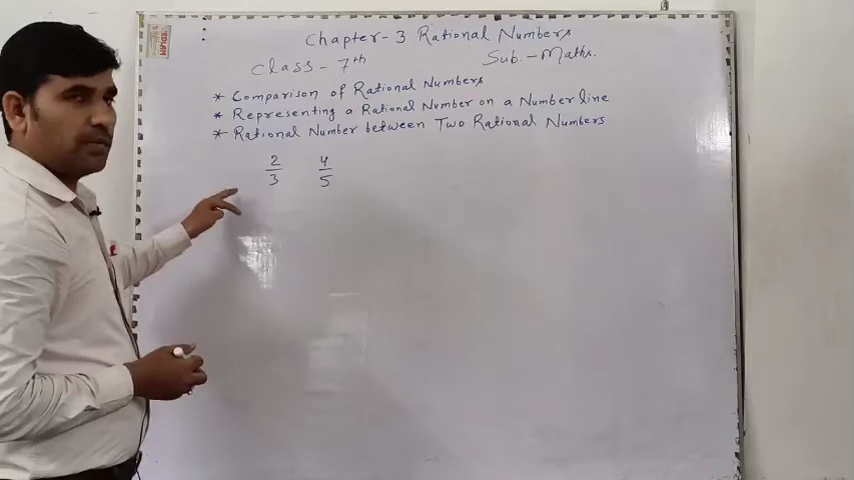 Chapter-3 Rational Numbers
Class - 7th Sub. - Maths.
* Comparison of Rational Numbers
* Representing a Rational Number on a Number line
* Rational Number between Two Rational Numbers
2/3 4/5